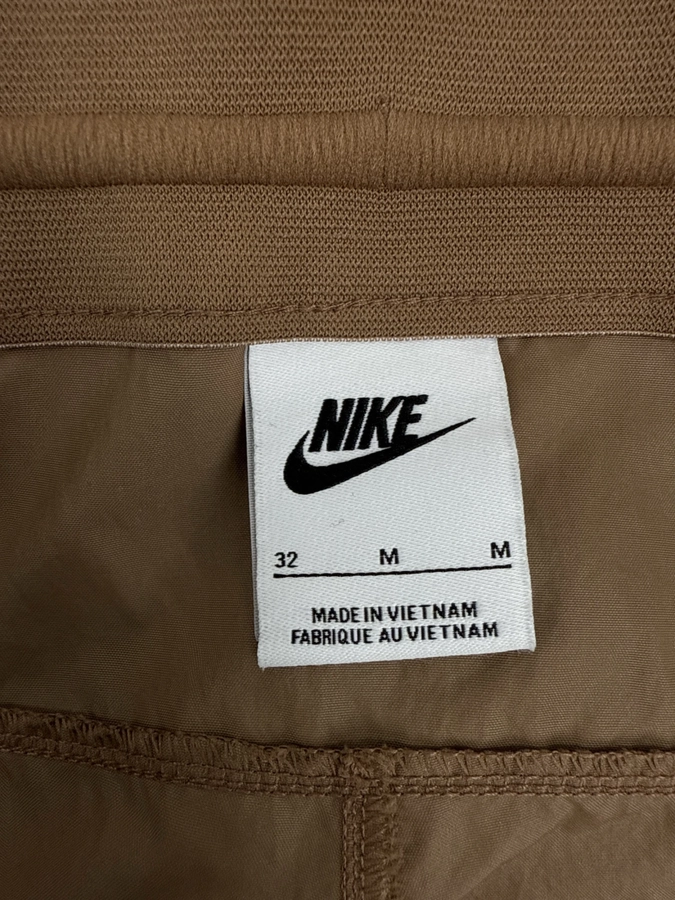 NIKE
32 M M
MADE IN VIETNAM
FABRIQUE AU VIETNAM